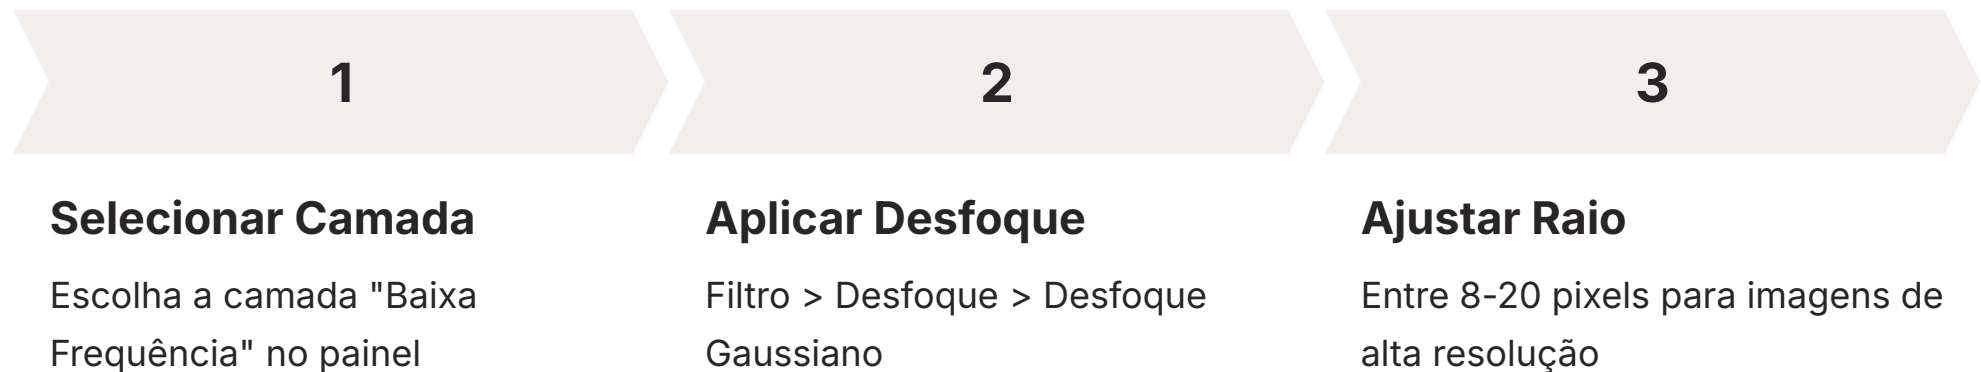 1
2
3
Selecionar Camada
Escolha a camada "Baixa
Frequência" no painel
Aplicar Desfoque
Filtro > Desfoque > Desfoque
Gaussiano
Ajustar Raio
Entre 8-20 pixels para imagens de
alta resolução